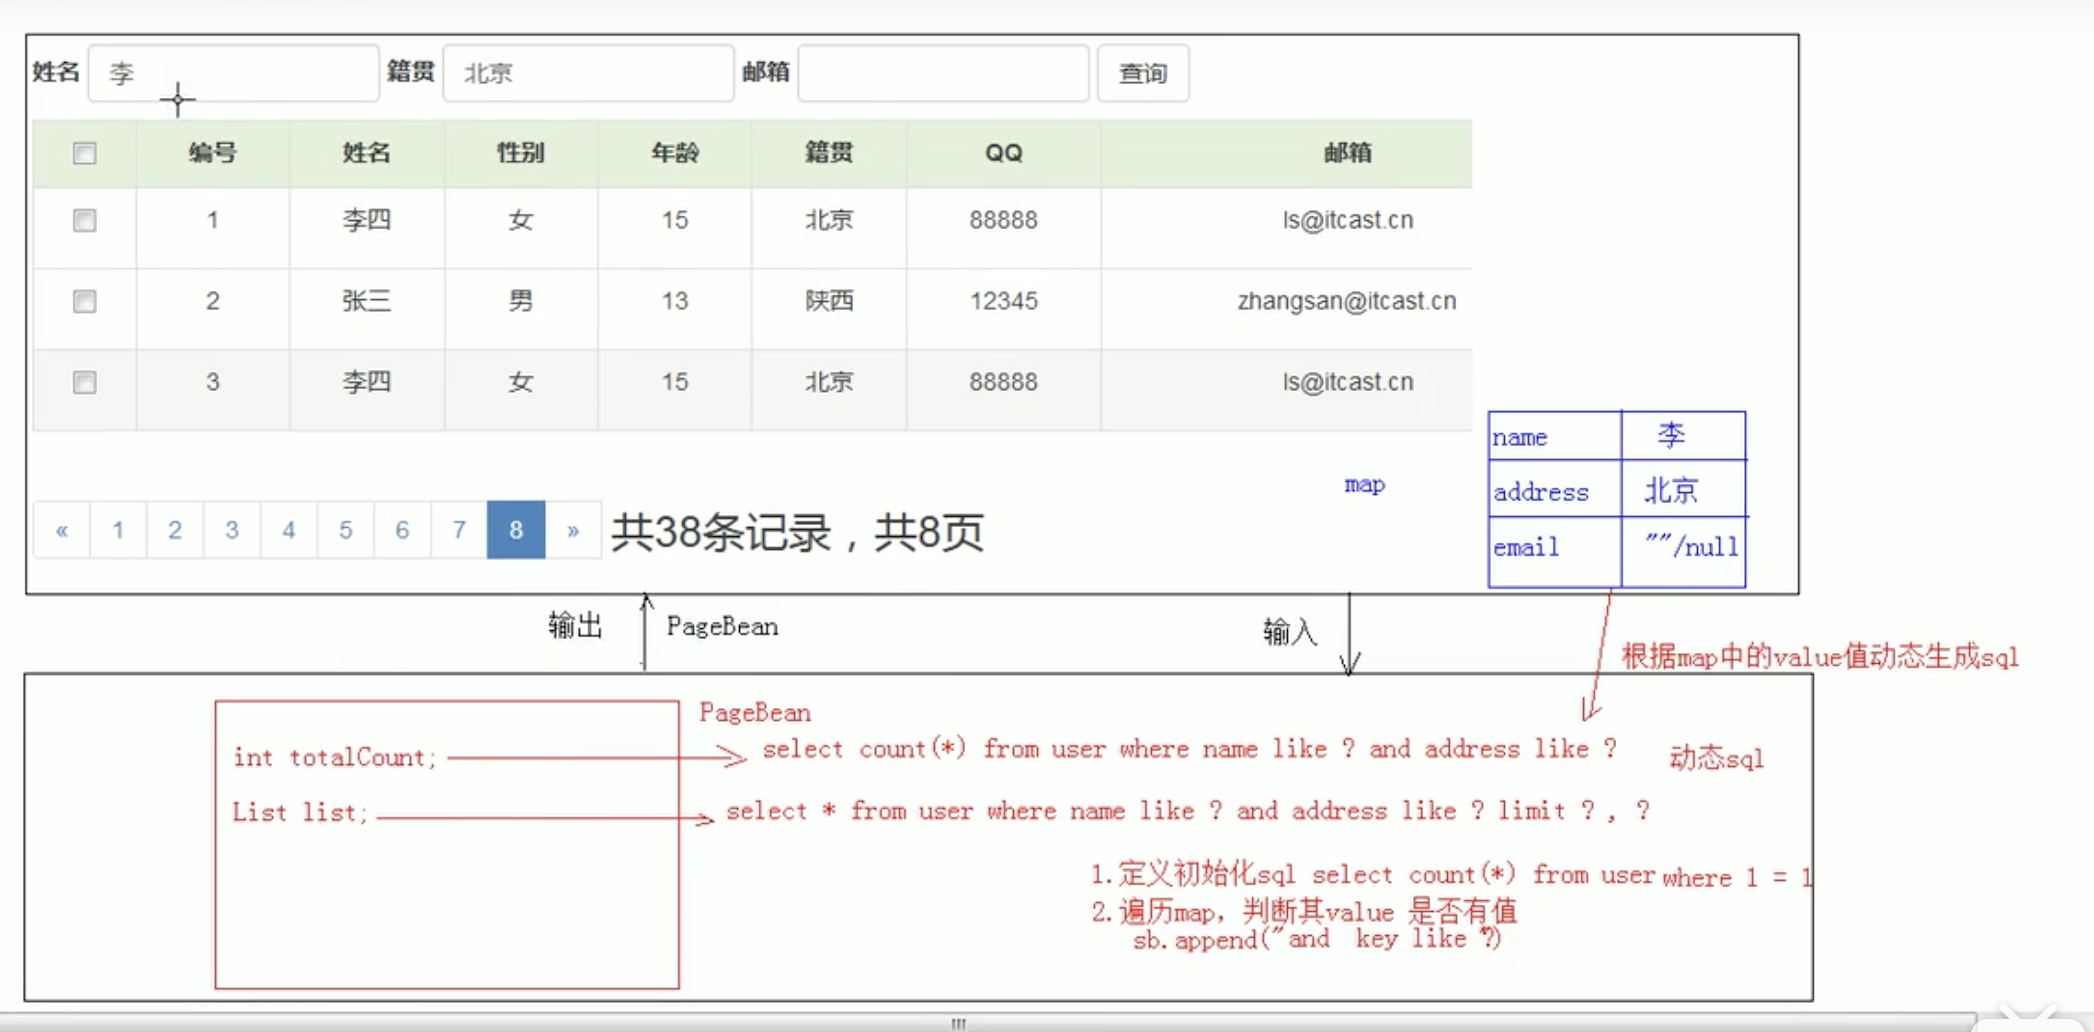 姓名 李 籍贯 北京 邮箱 查询
编号 姓名 性别 年龄 籍贯 QQ 邮箱
1 李四 女 15 北京 88888 ls@itcast.cn
2 张三 男 13 陕西 12345 zhangsan@itcast.cn
3 李四 女 15 北京 88888 ls@itcast.cn
name 李
map
address 北京
« 1 2 3 4 5 6 7 8 » 共38条记录，共8页
email ""/null
输出 PageBean 输入
根据map中的value值动态生成sql
PageBean
int totalCount; select count(*) from user where name like ? and address like ? 动态sql
List list; select * from user where name like ? and address like ? limit ? , ?
1.定义初始化sql select count(*) from user where 1 = 1
2.遍历map，判断其value 是否有值
sb.append("and key like ?")